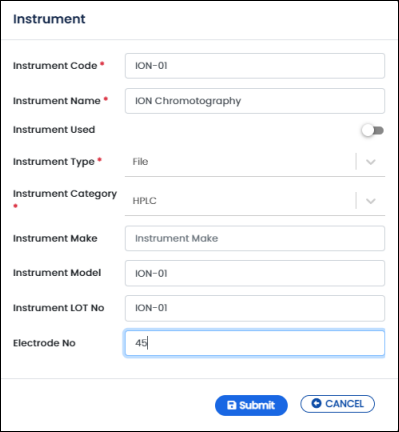 Instrument
Instrument Code * ION-01
Instrument Name * ION Chromotography
Instrument Used
Instrument Type * File
Instrument Category * HPLC
Instrument Make Instrument Make
Instrument Model ION-01
Instrument LOT No ION-01
Electrode No 45
Submit CANCEL